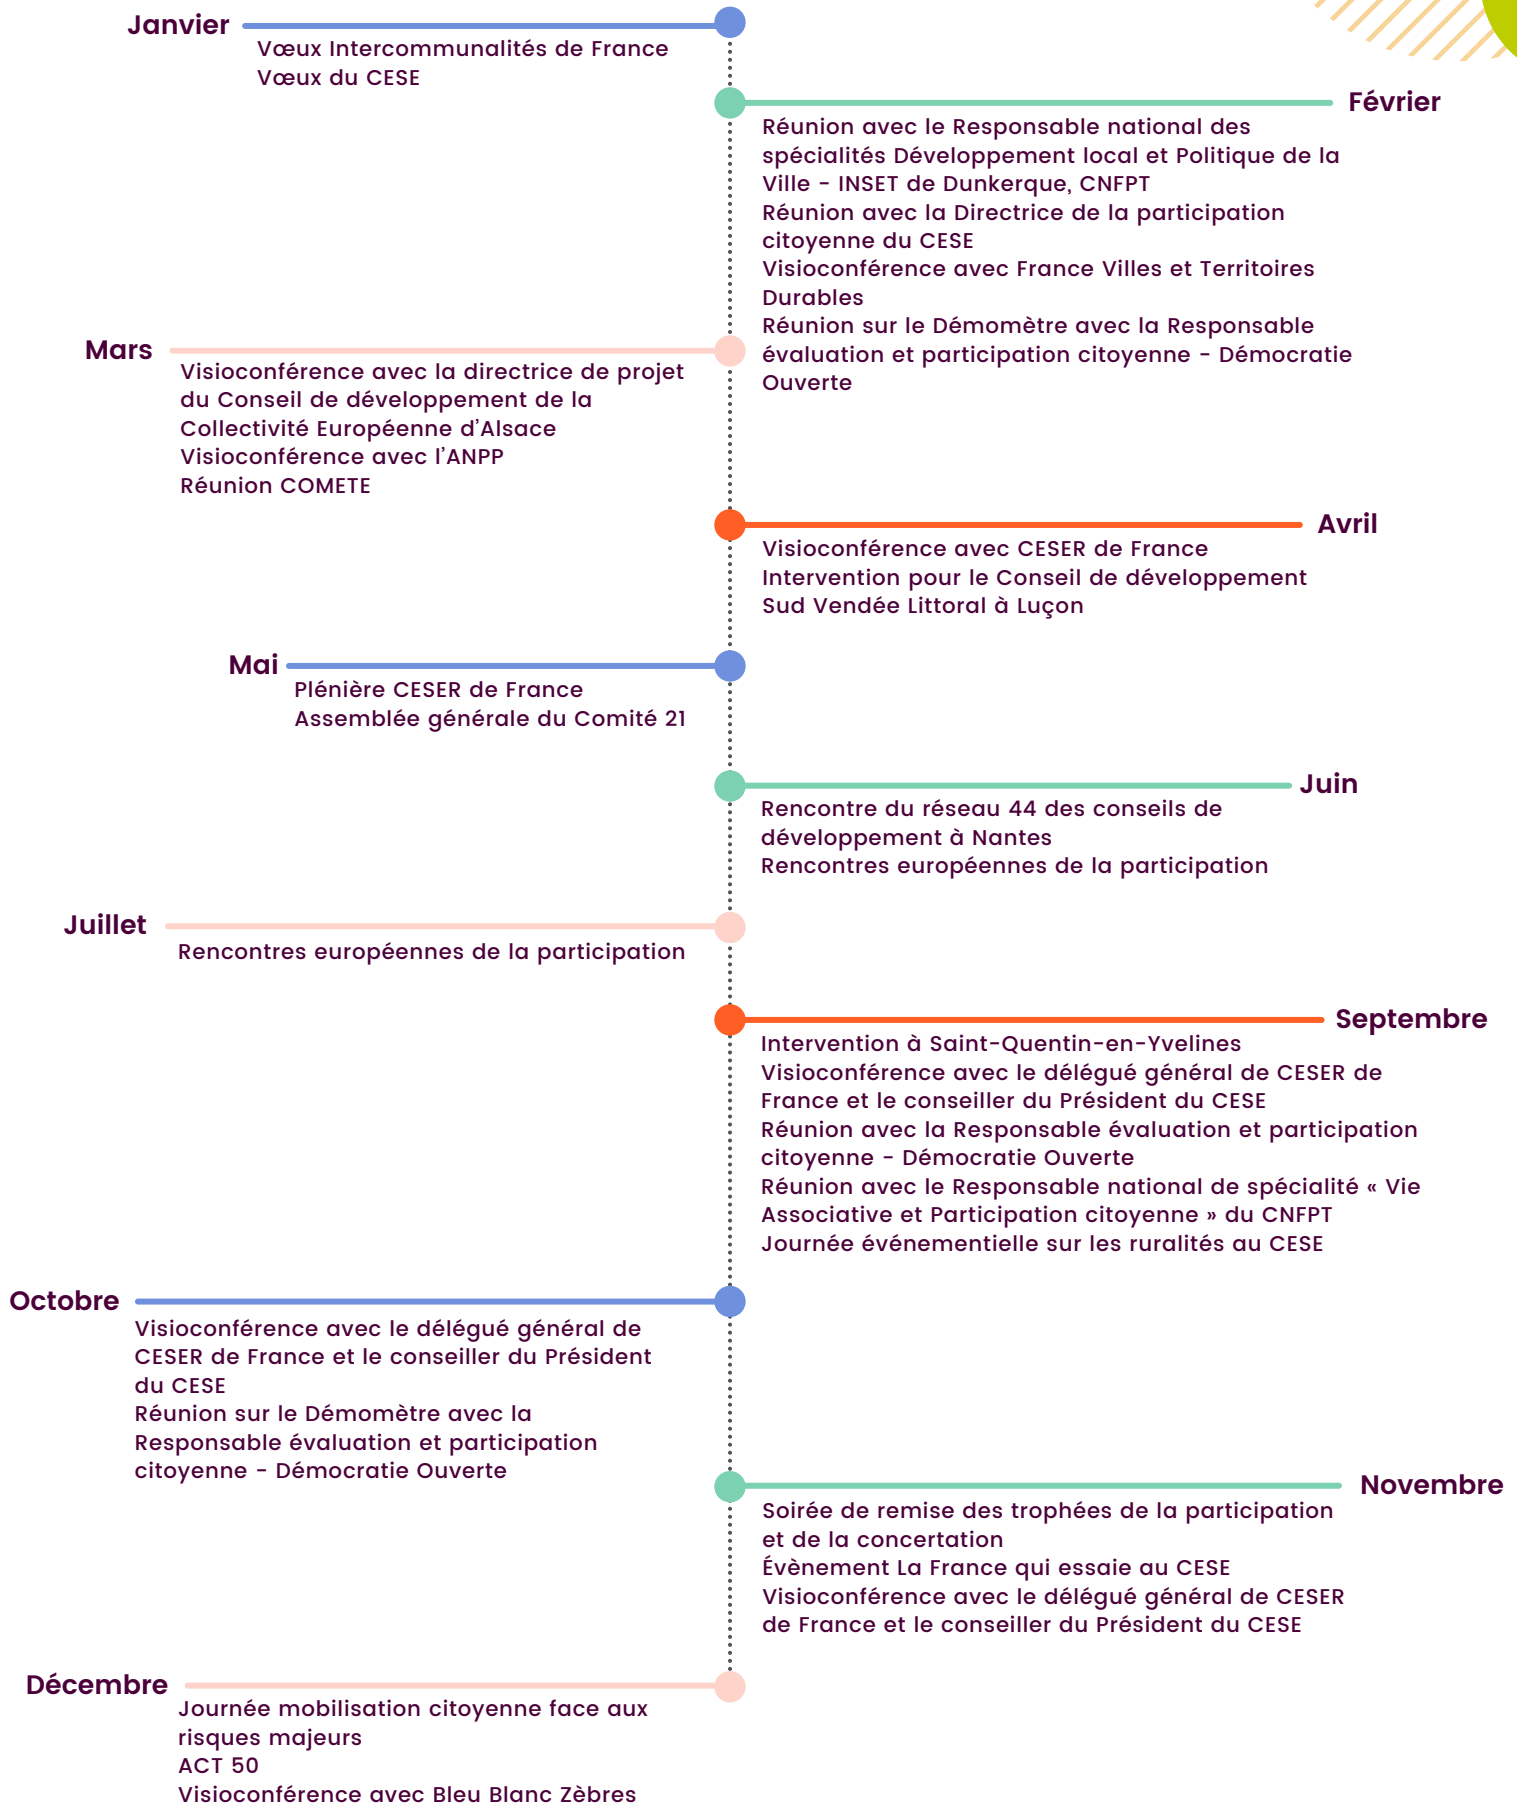 Janvier
Vœux Intercommunalités de France
Vœux du CESE
Février
Réunion avec le Responsable national des
spécialités Développement local et Politique de la
Ville - INSET de Dunkerque, CNFPT
Réunion avec la Directrice de la participation
citoyenne du CESE
Visioconférence avec France Villes et Territoires
Durables
Réunion sur le Démomètre avec la Responsable
évaluation et participation citoyenne - Démocratie
Ouverte
Mars
Visioconférence avec la directrice de projet
du Conseil de développement de la
Collectivité Européenne d'Alsace
Visioconférence avec l'ANPP
Réunion COMETE
Avril
Visioconférence avec CESER de France
Intervention pour le Conseil de développement
Sud Vendée Littoral à Luçon
Mai
Plénière CESER de France
Assemblée générale du Comité 21
Juin
Rencontre du réseau 44 des conseils de
développement à Nantes
Rencontres européennes de la participation
Juillet
Rencontres européennes de la participation
Septembre
Intervention à Saint-Quentin-en-Yvelines
Visioconférence avec le délégué général de CESER de
France et le conseiller du Président du CESE
Réunion avec la Responsable évaluation et participation
citoyenne - Démocratie Ouverte
Réunion avec le Responsable national de spécialité « Vie
Associative et Participation citoyenne » du CNFPT
Journée événementielle sur les ruralités au CESE
Octobre
Visioconférence avec le délégué général de
CESER de France et le conseiller du Président
du CESE
Réunion sur le Démomètre avec la
Responsable évaluation et participation
citoyenne - Démocratie Ouverte
Novembre
Soirée de remise des trophées de la participation
et de la concertation
Évènement La France qui essaie au CESE
Visioconférence avec le délégué général de CESER
de France et le conseiller du Président du CESE
Décembre
Journée mobilisation citoyenne face aux
risques majeurs
ACT 50
Visioconférence avec Bleu Blanc Zèbres